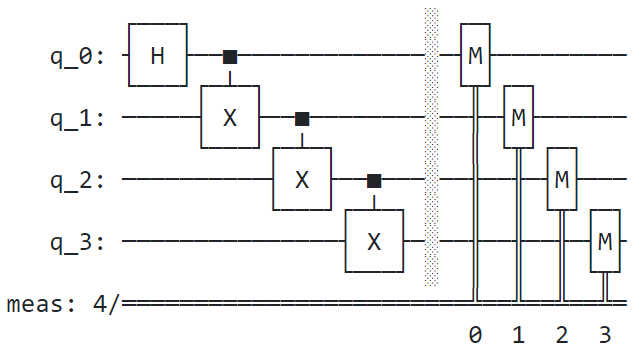 q_0: H M
q_1: X M
q_2: X M
q_3: X M
meas: 4/
0 1 2 3